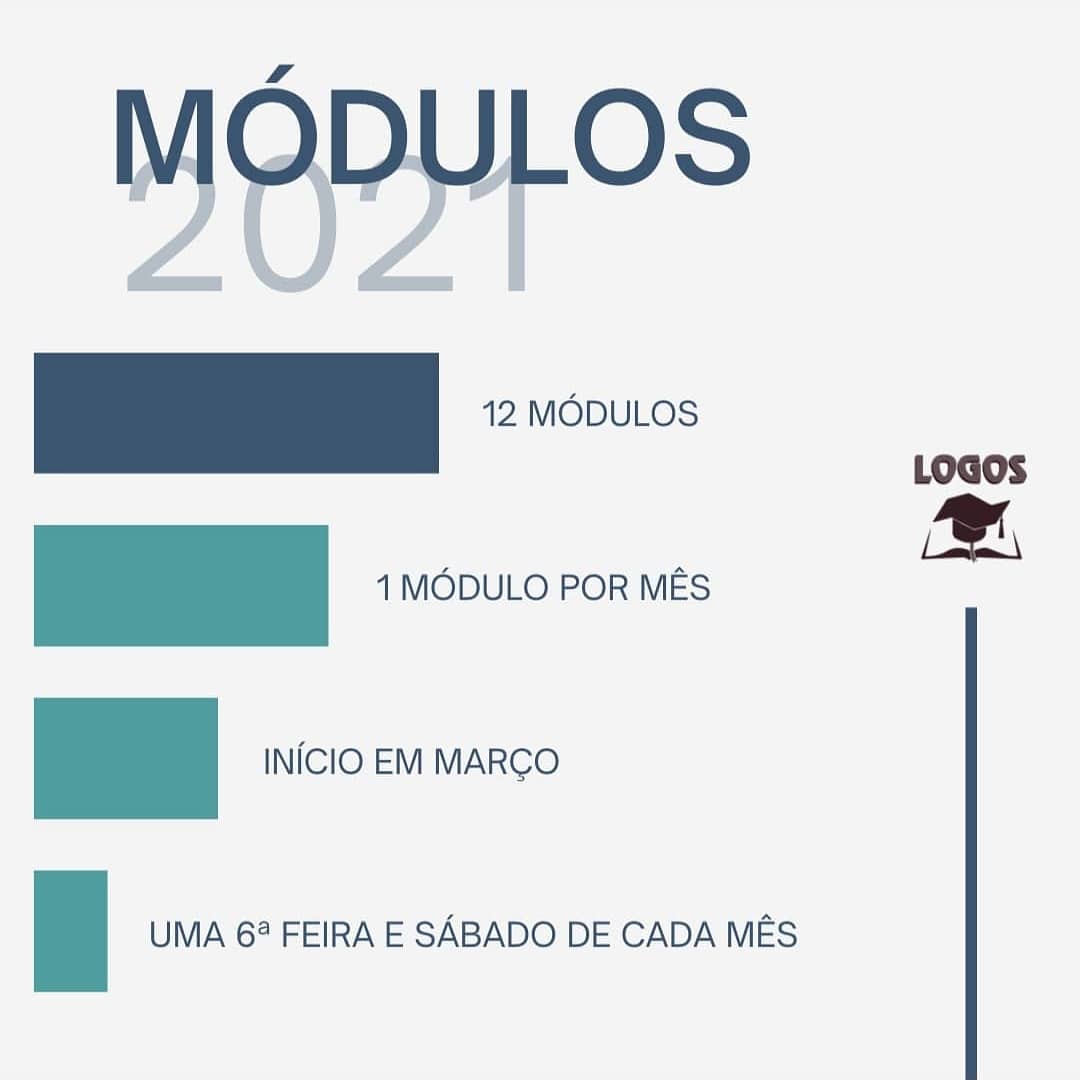 MÓDULOS
2021
12 MÓDULOS
1 MÓDULO POR MÊS
INÍCIO EM MARÇO
UMA 6ª FEIRA E SÁBADO DE CADA MÊS
LOGOS